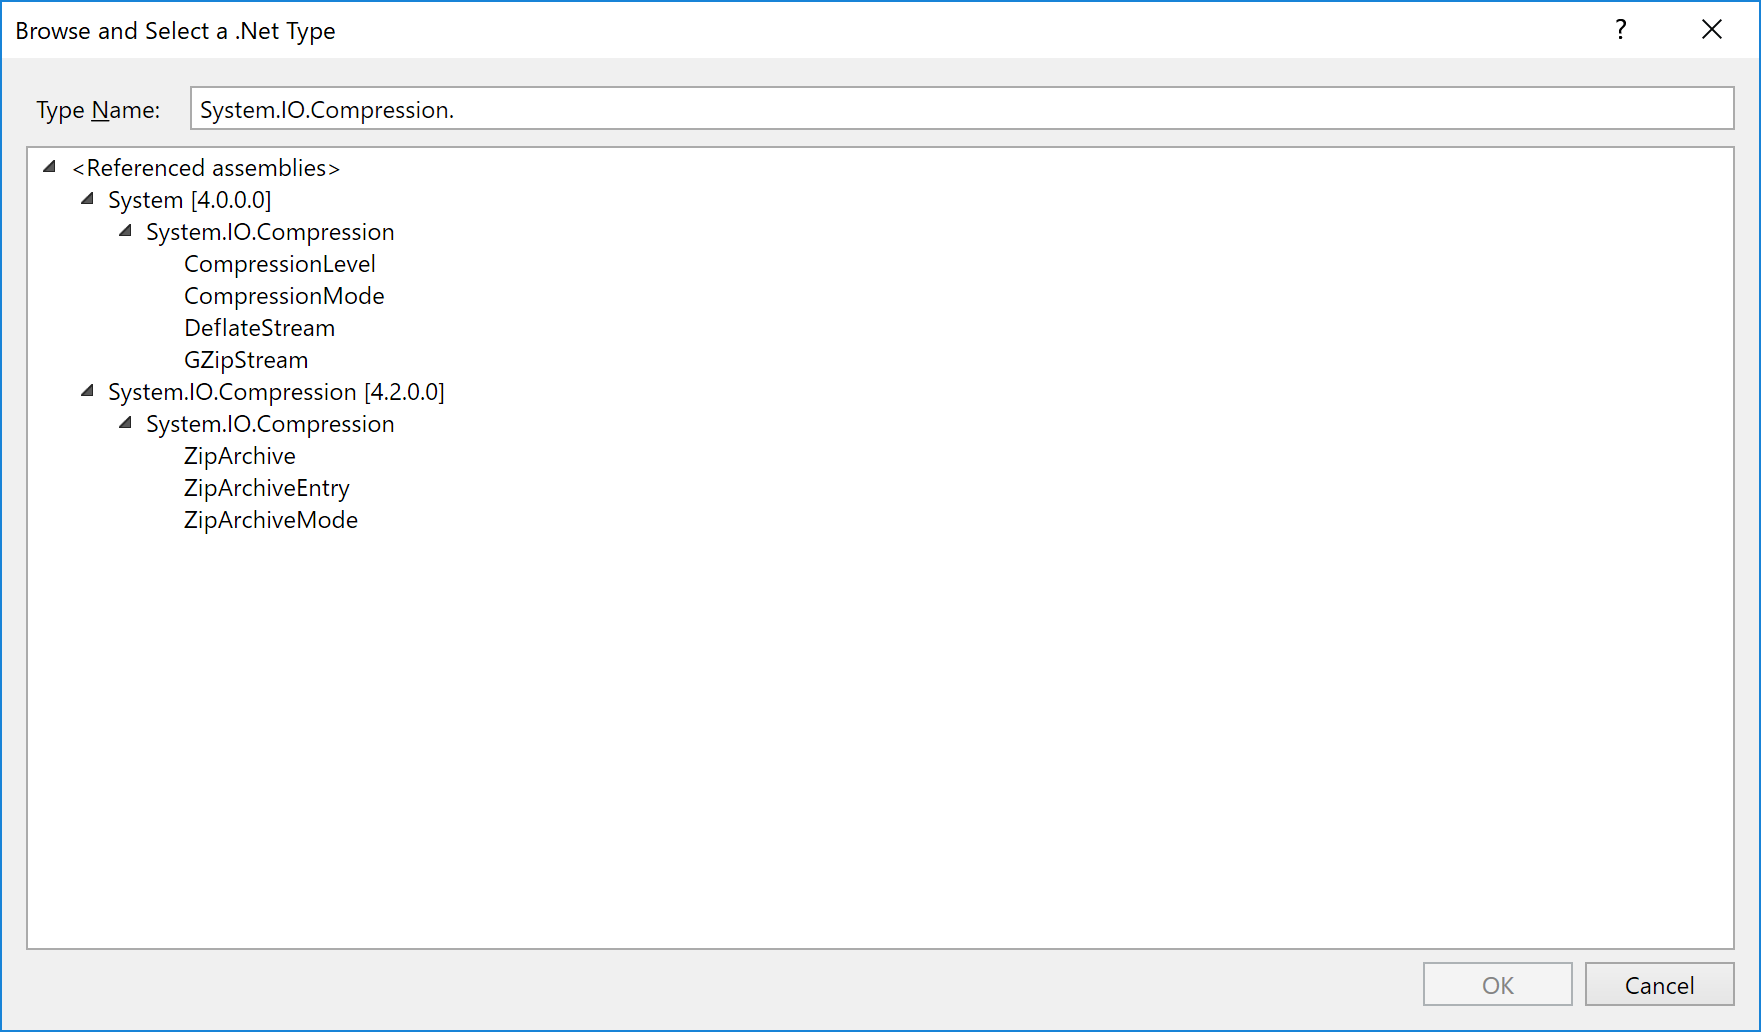 Browse and Select a .Net Type
?
Type Name: System.IO.Compression.
<Referenced assemblies>
System [4.0.0.0]
System.IO.Compression
CompressionLevel
CompressionMode
DeflateStream
GZipStream
System.IO.Compression [4.2.0.0]
System.IO.Compression
ZipArchive
ZipArchiveEntry
ZipArchiveMode
OK Cancel